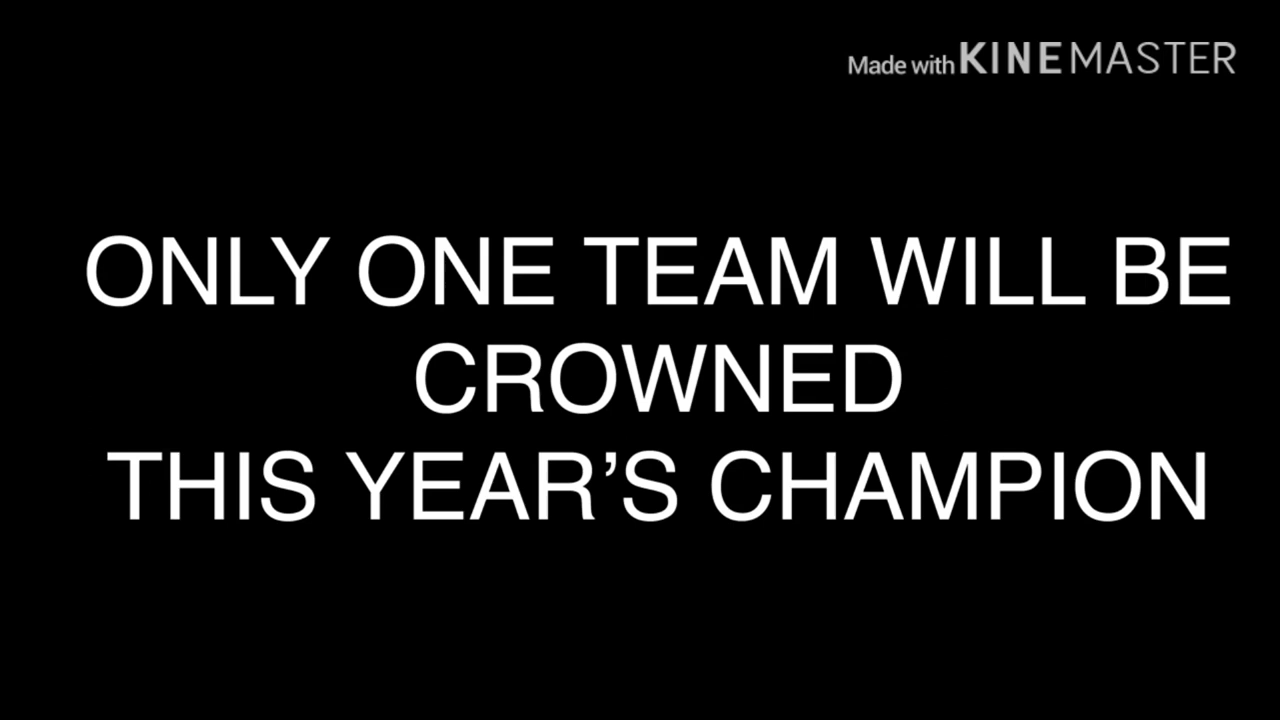 Made with KINEMASTER
ONLY ONE TEAM WILL BE
CROWNED
THIS YEAR’S CHAMPION